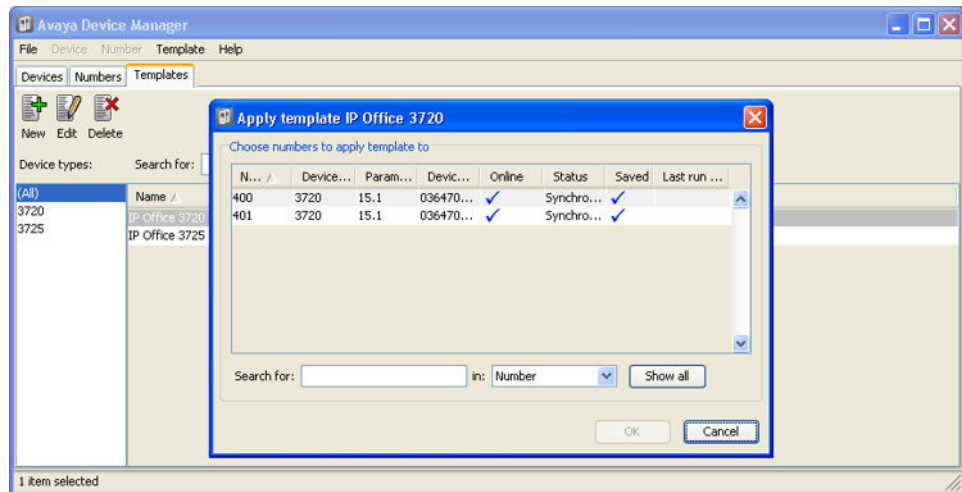 Avaya Device Manager
File Device Number Template Help
Devices Numbers Templates
New Edit Delete
Device types: Search for:
(All)
3720
3725
Name
IP Office 3720
IP Office 3725
Apply template IP Office 3720
Choose numbers to apply template to
N... Device... Param... Devic... Online Status Saved Last run ...
400 3720 15.1 036470... Synchro...
401 3720 15.1 036470... Synchro...
Search for: in: Number Show all
OK Cancel
1 item selected